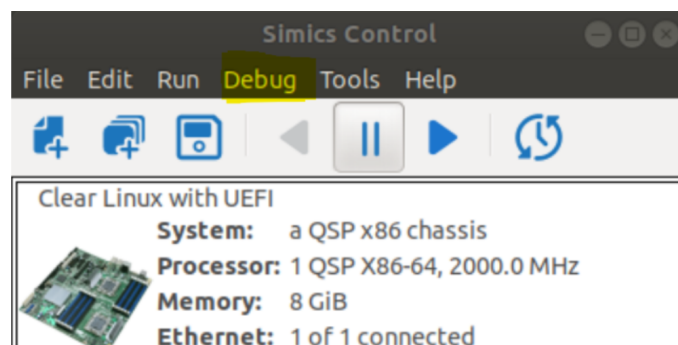 Simics Control
File Edit Run Debug Tools Help
Clear Linux with UEFI
System: a QSP x86 chassis
Processor: 1 QSP X86-64, 2000.0 MHz
Memory: 8 GiB
Ethernet: 1 of 1 connected